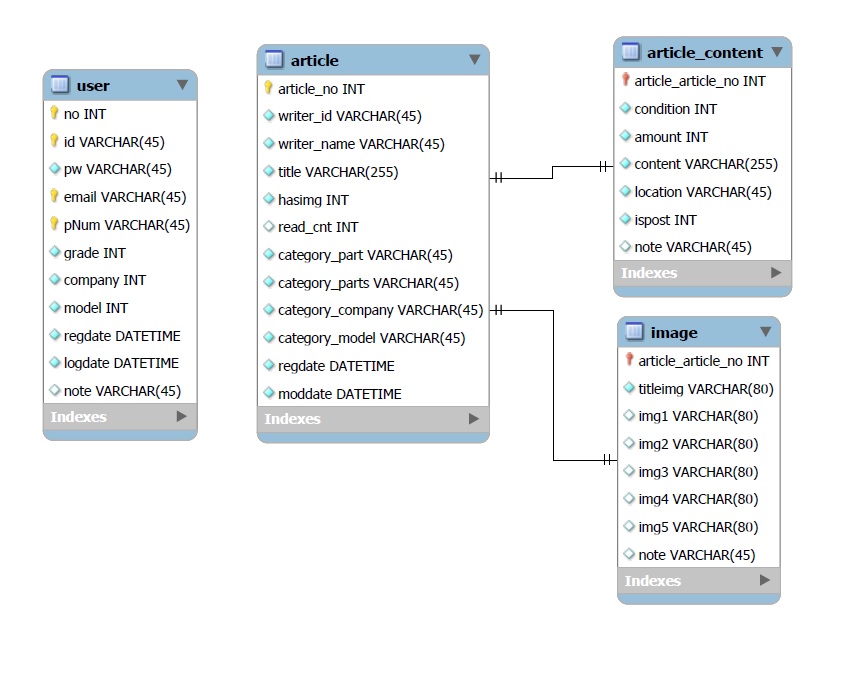 user
no INT
id VARCHAR(45)
pw VARCHAR(45)
email VARCHAR(45)
pNum VARCHAR(45)
grade INT
company INT
model INT
regdate DATETIME
logdate DATETIME
note VARCHAR(45)
Indexes
article
article_no INT
writer_id VARCHAR(45)
writer_name VARCHAR(45)
title VARCHAR(255)
hasimg INT
read_cnt INT
category_part VARCHAR(45)
category_parts VARCHAR(45)
category_company VARCHAR(45)
category_model VARCHAR(45)
regdate DATETIME
moddate DATETIME
Indexes
article_content
article_article_no INT
condition INT
amount INT
content VARCHAR(255)
location VARCHAR(45)
ispost INT
note VARCHAR(45)
Indexes
image
article_article_no INT
titleimg VARCHAR(80)
img1 VARCHAR(80)
img2 VARCHAR(80)
img3 VARCHAR(80)
img4 VARCHAR(80)
img5 VARCHAR(80)
note VARCHAR(45)
Indexes